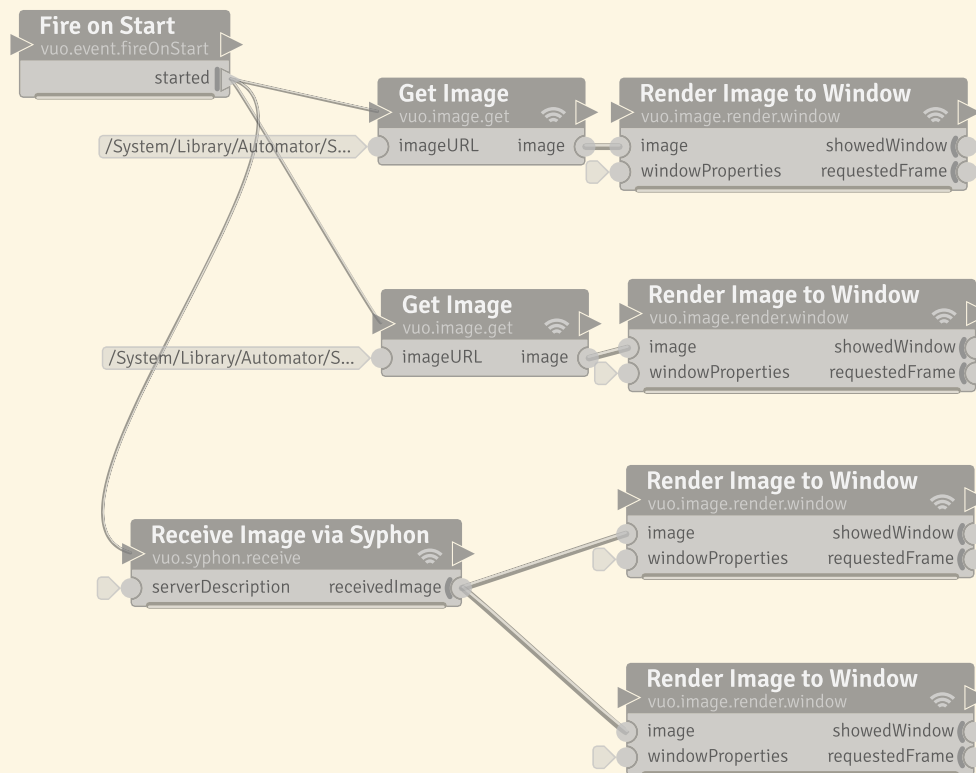 Fire on Start
vuo.event.fireOnStart
started
Get Image
vuo.image.get
/System/Library/Automator/S...
imageURL
image
Render Image to Window
vuo.image.render.window
image
showedWindow
windowProperties
requestedFrame
Get Image
vuo.image.get
/System/Library/Automator/S...
imageURL
image
Render Image to Window
vuo.image.render.window
image
showedWindow
windowProperties
requestedFrame
Render Image to Window
vuo.image.render.window
image
showedWindow
windowProperties
requestedFrame
Receive Image via Syphon
vuo.syphon.receive
serverDescription
receivedImage
Render Image to Window
vuo.image.render.window
image
showedWindow
windowProperties
requestedFrame